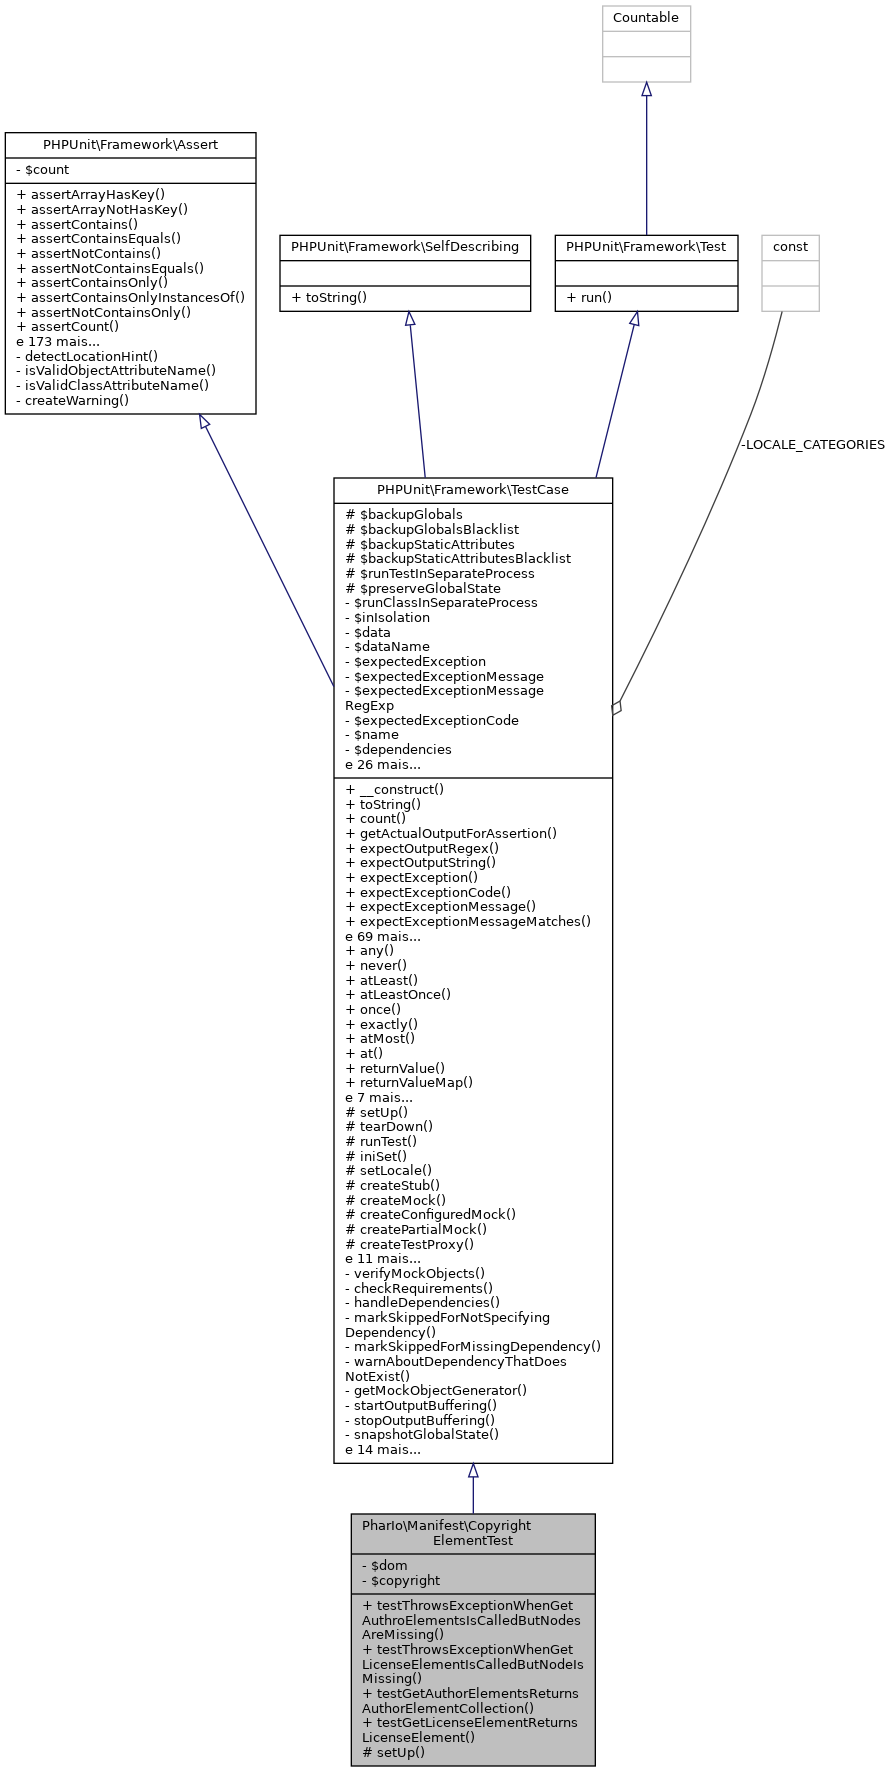 Countable
PHPUnit\Framework\Assert
- $count
+ assertArrayHasKey()
+ assertArrayNotHasKey()
+ assertContains()
+ assertContainsEquals()
+ assertNotContains()
+ assertNotContainsEquals()
+ assertContainsOnly()
+ assertContainsOnlyInstancesOf()
+ assertNotContainsOnly()
+ assertCount()
e 173 mais...
- detectLocationHint()
- isValidObjectAttributeName()
- isValidClassAttributeName()
- createWarning()
PHPUnit\Framework\SelfDescribing
+ toString()
PHPUnit\Framework\Test
+ run()
const
-LOCALE_CATEGORIES
PHPUnit\Framework\TestCase
# $backupGlobals
# $backupGlobalsBlacklist
# $backupStaticAttributes
# $backupStaticAttributesBlacklist
# $runTestInSeparateProcess
# $preserveGlobalState
- $runClassInSeparateProcess
- $inIsolation
- $data
- $dataName
- $expectedException
- $expectedExceptionMessage
- $expectedExceptionMessage
RegExp
- $expectedExceptionCode
- $name
- $dependencies
e 26 mais...
+ __construct()
+ toString()
+ count()
+ getActualOutputForAssertion()
+ expectOutputRegex()
+ expectOutputString()
+ expectException()
+ expectExceptionCode()
+ expectExceptionMessage()
+ expectExceptionMessageMatches()
e 69 mais...
+ any()
+ never()
+ atLeast()
+ atLeastOnce()
+ once()
+ exactly()
+ atMost()
+ at()
+ returnValue()
+ returnValueMap()
e 7 mais...
# setUp()
# tearDown()
# runTest()
# iniSet()
# setLocale()
# createStub()
# createMock()
# createConfiguredMock()
# createPartialMock()
# createTestProxy()
e 11 mais...
- verifyMockObjects()
- checkRequirements()
- handleDependencies()
- markSkippedForNotSpecifying
Dependency()
- markSkippedForMissingDependency()
- warnAboutDependencyThatDoes
NotExist()
- getMockObjectGenerator()
- startOutputBuffering()
- stopOutputBuffering()
- snapshotGlobalState()
e 14 mais...
PharIo\Manifest\Copyright
ElementTest
- $dom
- $copyright
+ testThrowsExceptionWhenGet
AuthroElementsIsCalledButNodes
AreMissing()
+ testThrowsExceptionWhenGet
LicenseElementIsCalledButNodeIs
Missing()
+ testGetAuthorElementsReturns
AuthorElementCollection()
+ testGetLicenseElementReturns
LicenseElement()
# setUp()